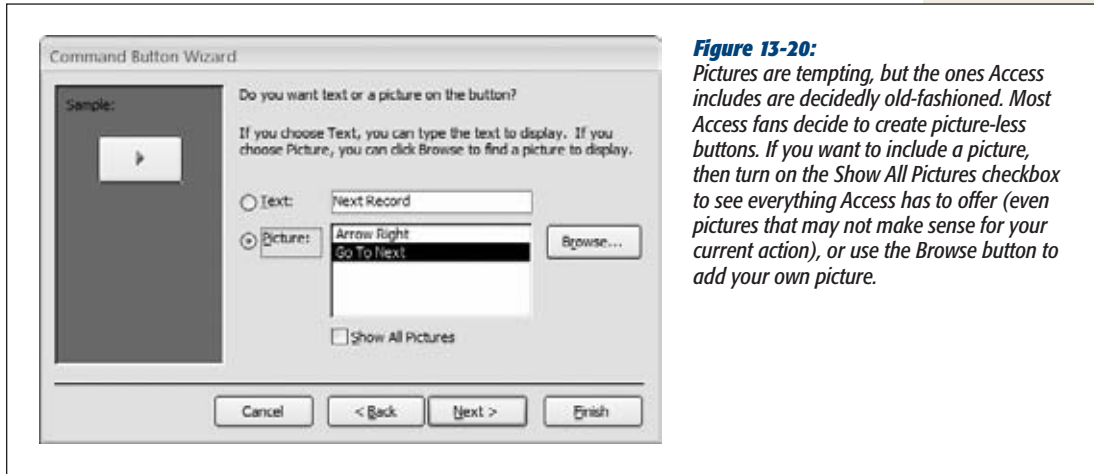 Command Button Wizard
Sample:
Do you want text or a picture on the button?
If you choose Text, you can type the text to display. If you
choose Picture, you can click Browse to find a picture to display.
Text:
Next Record
Picture:
Arrow Right
Go To Next
Browse...
Show All Pictures
Cancel
< Back
Next >
Finish
Figure 13-20:
Pictures are tempting, but the ones Access
includes are decidedly old-fashioned. Most
Access fans decide to create picture-less
buttons. If you want to include a picture,
then turn on the Show All Pictures checkbox
to see everything Access has to offer (even
pictures that may not make sense for your
current action), or use the Browse button to
add your own picture.